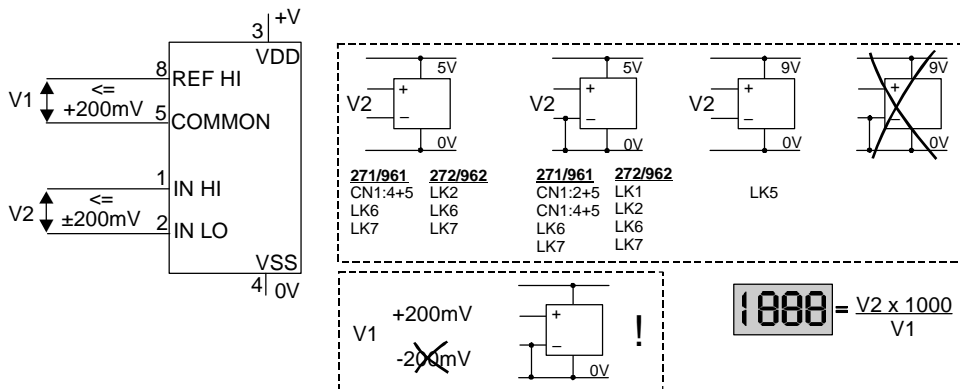 3 +V
VDD
8 REF HI
V1 <= +200mV
5 COMMON
1 IN HI
V2 <= ±200mV
2 IN LO
VSS
4 0V
5V
V2 + −
0V
271/961 272/962
CN1:4+5 LK2
LK6 LK6
LK7 LK7
5V
V2 + −
0V
271/961 272/962
CN1:2+5 LK1
CN1:4+5 LK2
LK6 LK6
LK7 LK7
9V
V2 + −
0V
LK5
9V
+ −
0V
V1 +200mV
-200mV
+ −
0V
!
1888 = V2 x 1000
V1